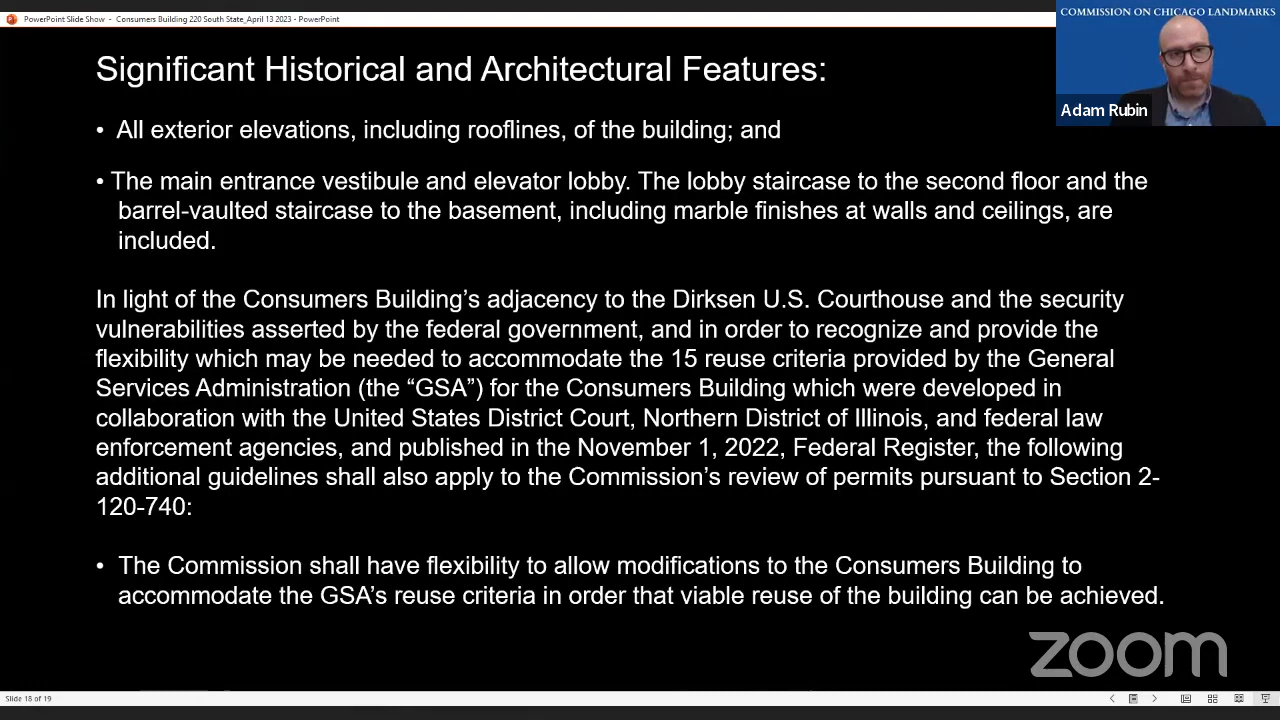 PowerPoint Slide Show - Consumers Building 220 South State_April 13 2023 - PowerPoint
COMMISSION ON CHICAGO LANDMARKS
Adam Rubin
Significant Historical and Architectural Features:
• All exterior elevations, including rooflines, of the building; and
• The main entrance vestibule and elevator lobby. The lobby staircase to the second floor and the
barrel-vaulted staircase to the basement, including marble finishes at walls and ceilings, are
included.
In light of the Consumers Building’s adjacency to the Dirksen U.S. Courthouse and the security
vulnerabilities asserted by the federal government, and in order to recognize and provide the
flexibility which may be needed to accommodate the 15 reuse criteria provided by the General
Services Administration (the “GSA”) for the Consumers Building which were developed in
collaboration with the United States District Court, Northern District of Illinois, and federal law
enforcement agencies, and published in the November 1, 2022, Federal Register, the following
additional guidelines shall also apply to the Commission’s review of permits pursuant to Section 2-
120-740:
• The Commission shall have flexibility to allow modifications to the Consumers Building to
accommodate the GSA’s reuse criteria in order that viable reuse of the building can be achieved.
zoom
Slide 18 of 19